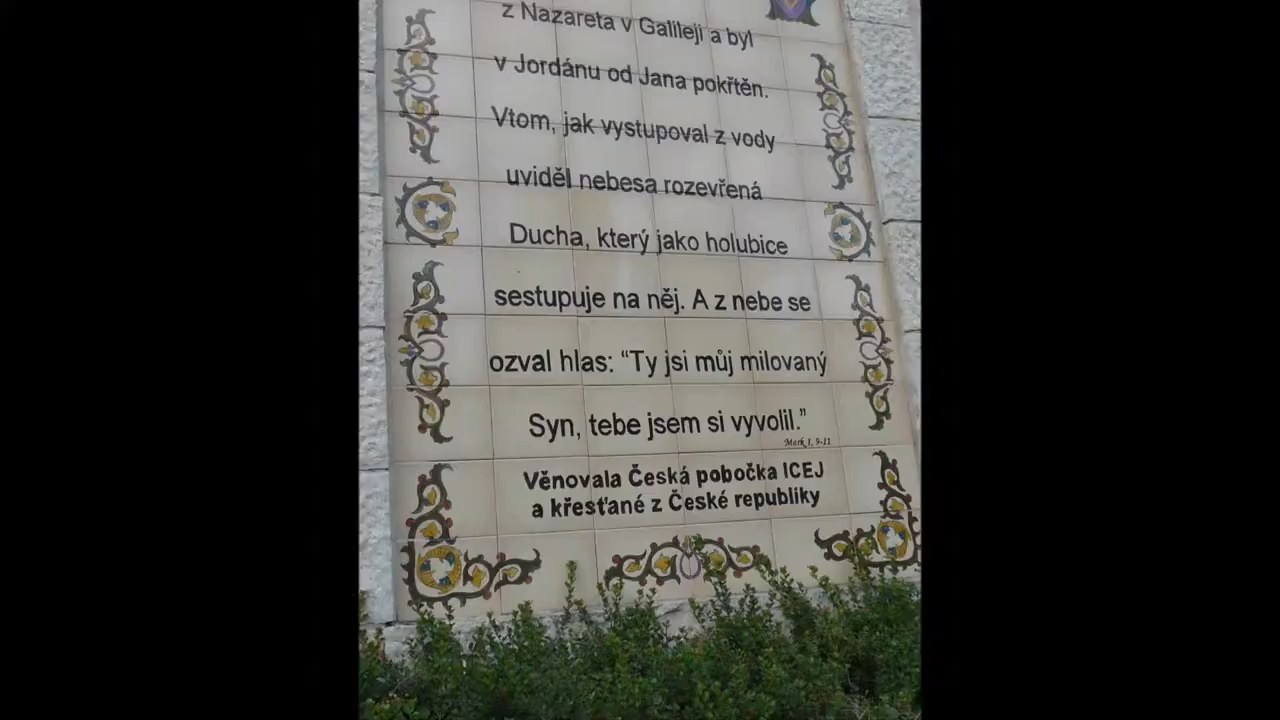 z Nazareta v Galileji a byl
v Jordánu od Jana pokřtěn.
Vtom, jak vystupoval z vody
uviděl nebesa rozevřená
Ducha, který jako holubice
sestupuje na něj. A z nebe se
ozval hlas: “Ty jsi můj milovaný
Syn, tebe jsem si vyvolil.”
Mark 1, 9-11
Věnovala Česká pobočka ICEJ
a křesťané z České republiky